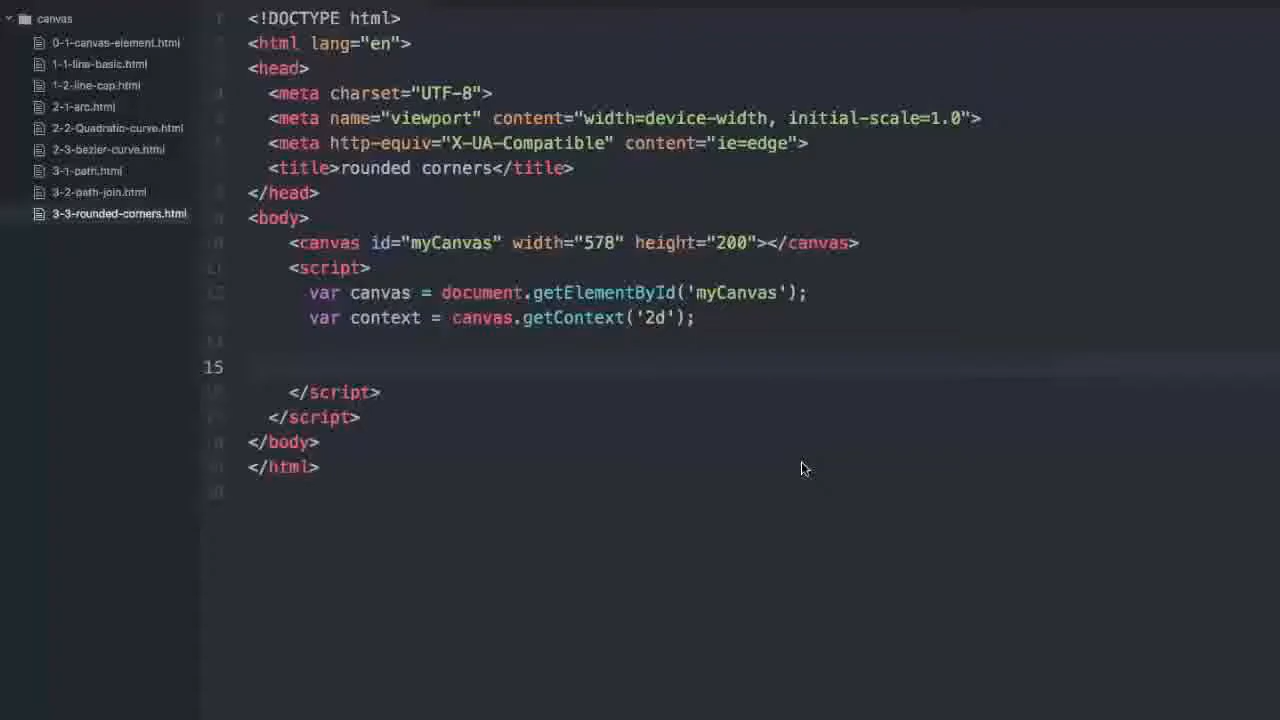 canvas
0-1-canvas-element.html
1-1-line-basic.html
1-2-line-cap.html
2-1-arc.html
2-2-Quadratic-curve.html
2-3-bezier-curve.html
3-1-path.html
3-2-path-join.html
3-3-rounded-corners.html
<!DOCTYPE html>
<html lang="en">
<head>
<meta charset="UTF-8">
<meta name="viewport" content="width=device-width, initial-scale=1.0">
<meta http-equiv="X-UA-Compatible" content="ie=edge">
<title>rounded corners</title>
</head>
<body>
<canvas id="myCanvas" width="578" height="200"></canvas>
<script>
var canvas = document.getElementById('myCanvas');
var context = canvas.getContext('2d');
15
</script>
</script>
</body>
</html>